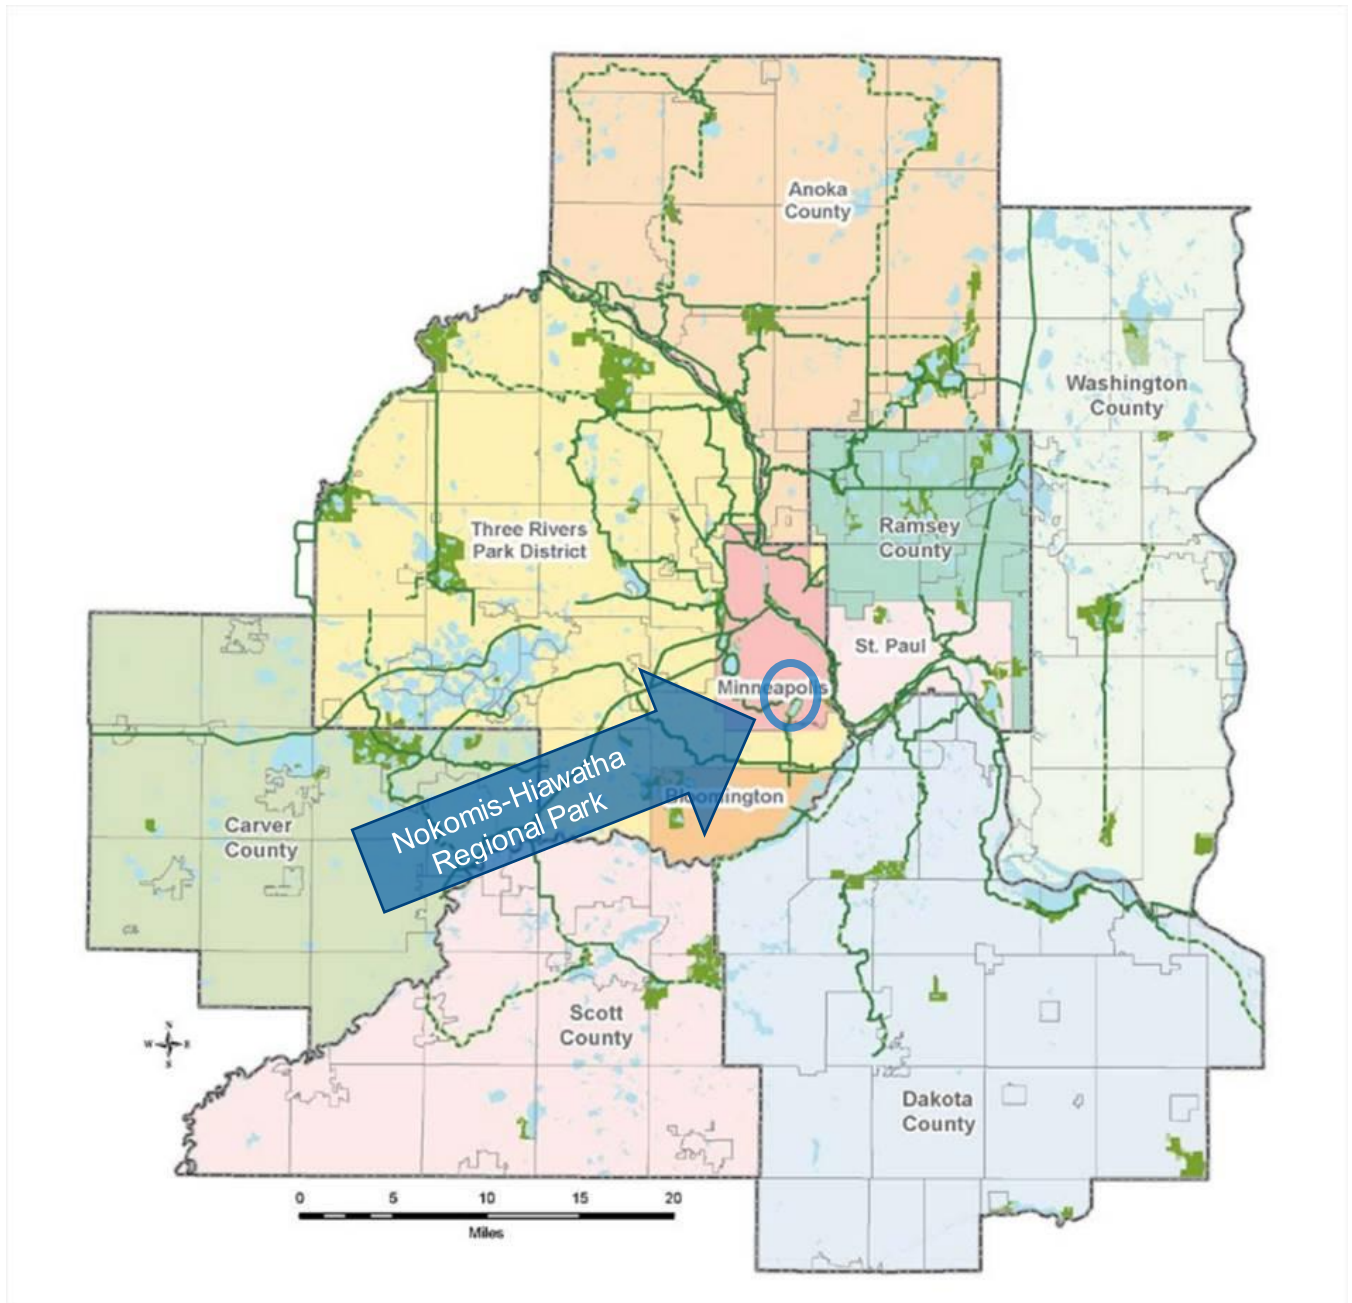 Anoka
County
Washington
County
Three Rivers
Park District
Ramsey
County
St. Paul
Minneapolis
Nokomis-Hiawatha
Regional Park
Bloomington
Carver
County
Scott
County
N
W E
S
Dakota
County
0 5 10 15 20
Miles